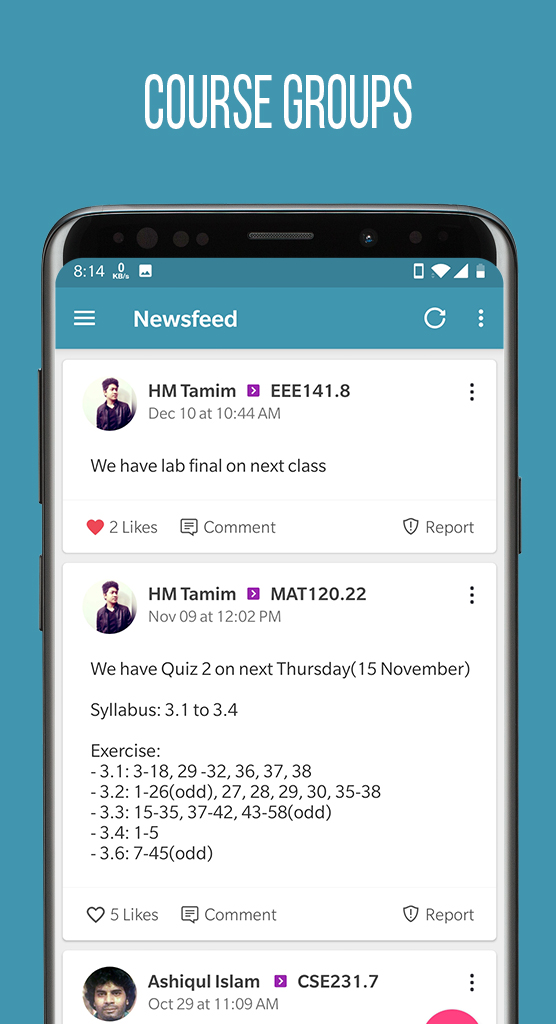 COURSE GROUPS
8:14 0 KB/s
Newsfeed
HM Tamim EEE141.8
Dec 10 at 10:44 AM
We have lab final on next class
2 Likes Comment Report
HM Tamim MAT120.22
Nov 09 at 12:02 PM
We have Quiz 2 on next Thursday(15 November)
Syllabus: 3.1 to 3.4
Exercise:
- 3.1: 3-18, 29 -32, 36, 37, 38
- 3.2: 1-26(odd), 27, 28, 29, 30, 35-38
- 3.3: 15-35, 37-42, 43-58(odd)
- 3.4: 1-5
- 3.6: 7-45(odd)
5 Likes Comment Report
Ashiqul Islam CSE231.7
Oct 29 at 11:09 AM